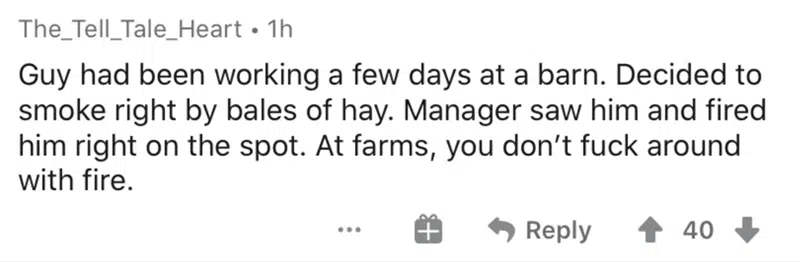 The_Tell_Tale_Heart • 1h
Guy had been working a few days at a barn. Decided to
smoke right by bales of hay. Manager saw him and fired
him right on the spot. At farms, you don’t fuck around
with fire.
... Reply 40